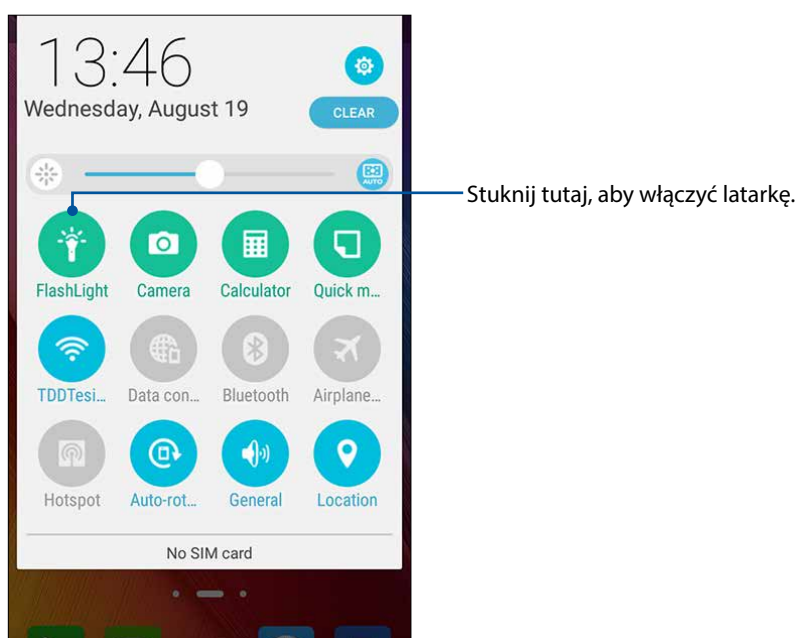 13:46
Wednesday, August 19
CLEAR
AUTO
Stuknij tutaj, aby włączyć latarkę.
FlashLight Camera Calculator Quick m...
TDDTesi... Data con... Bluetooth Airplane...
Hotspot Auto-rot... General Location
No SIM card